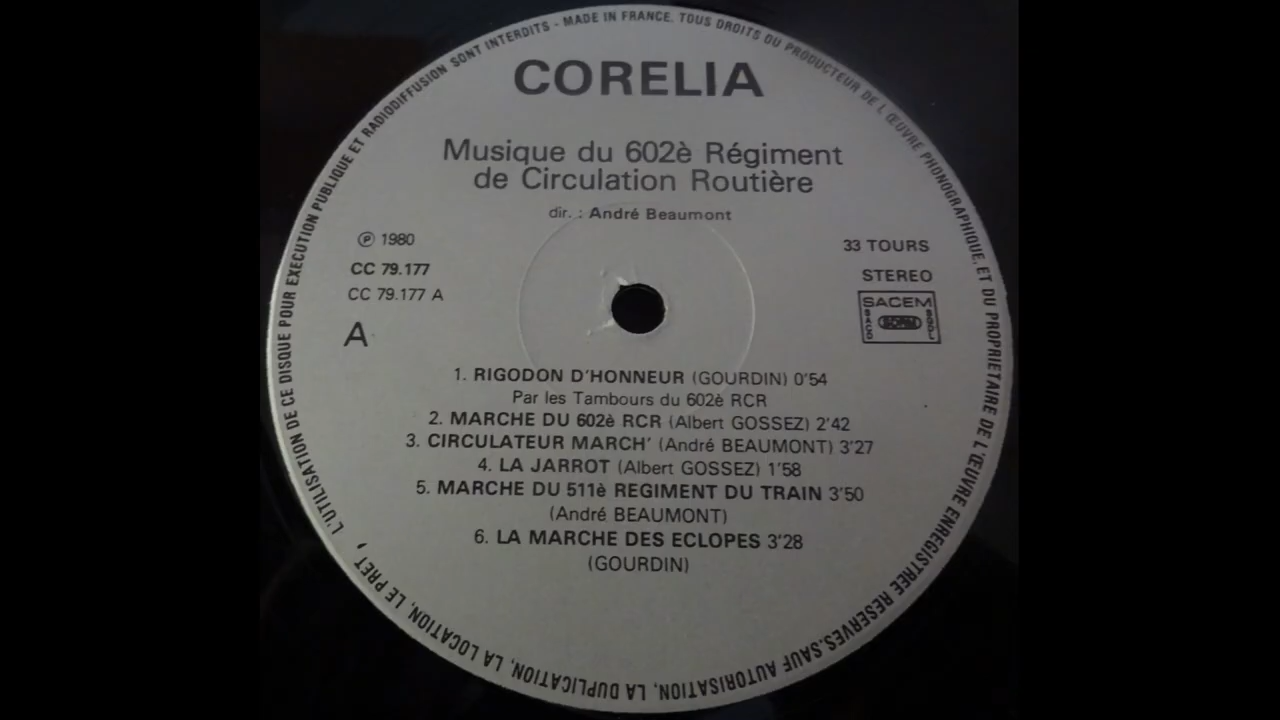 L'UTILISATION DE CE DISQUE POUR EXECUTION PUBLIQUE ET RADIODIFFUSION SONT INTERDITS - MADE IN FRANCE. TOUS DROITS DU PRODUCTEUR DE L'ŒUVRE PHONOGRAPHIQUE. ET DU PROPRIETAIRE DE L'ŒUVRE ENREGISTREE RESERVES. SAUF AUTORISATION, LA DUPLICATION, LA LOCATION, LE PRET,
CORELIA
Musique du 602è Régiment
de Circulation Routière
dir. : André Beaumont
℗ 1980
CC 79.177
CC 79.177 A
A
33 TOURS
STEREO
SACEM
SACD
SDRM
SGDL
1. RIGODON D'HONNEUR (GOURDIN) 0'54
Par les Tambours du 602è RCR
2. MARCHE DU 602è RCR (Albert GOSSEZ) 2'42
3. CIRCULATEUR MARCH' (André BEAUMONT) 3'27
4. LA JARROT (Albert GOSSEZ) 1'58
5. MARCHE DU 511è REGIMENT DU TRAIN 3'50
(André BEAUMONT)
6. LA MARCHE DES ECLOPES 3'28
(GOURDIN)